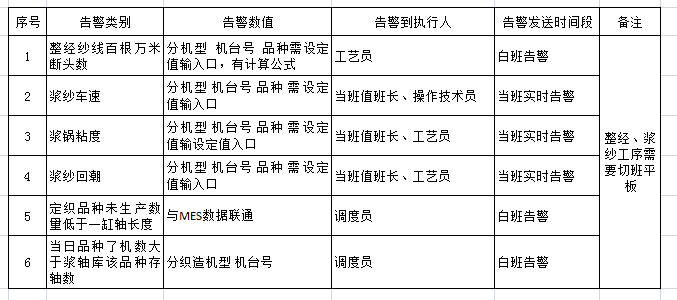 序号 告警类别 告警数值 告警到执行人 告警发送时间段 备注
1 整经纱线百根万米 分机型 机台号 品种需设定 工艺员 白班告警
断头数 值输入口，有计算公式
2 浆纱车速 分机型 机台号 品种 需设定 当班值班长、操作技术员 当班实时告警
值输入口
3 浆锅粘度 分机型 机台号 品种 需设定 当班值班长、工艺员 当班实时告警
值输设定值入口
4 浆纱回潮 分机型 机台号 品种 需设定 当班值班长、工艺员 当班实时告警
值输入口
5 定织品种未生产数 与MES数据联通 调度员 白班告警
量低于一缸轴长度
6 当日品种了机数大 分织造机型 机台号 调度员 白班告警
于浆轴库该品种存
轴数
整经、浆
纱工序需
要切班平
板